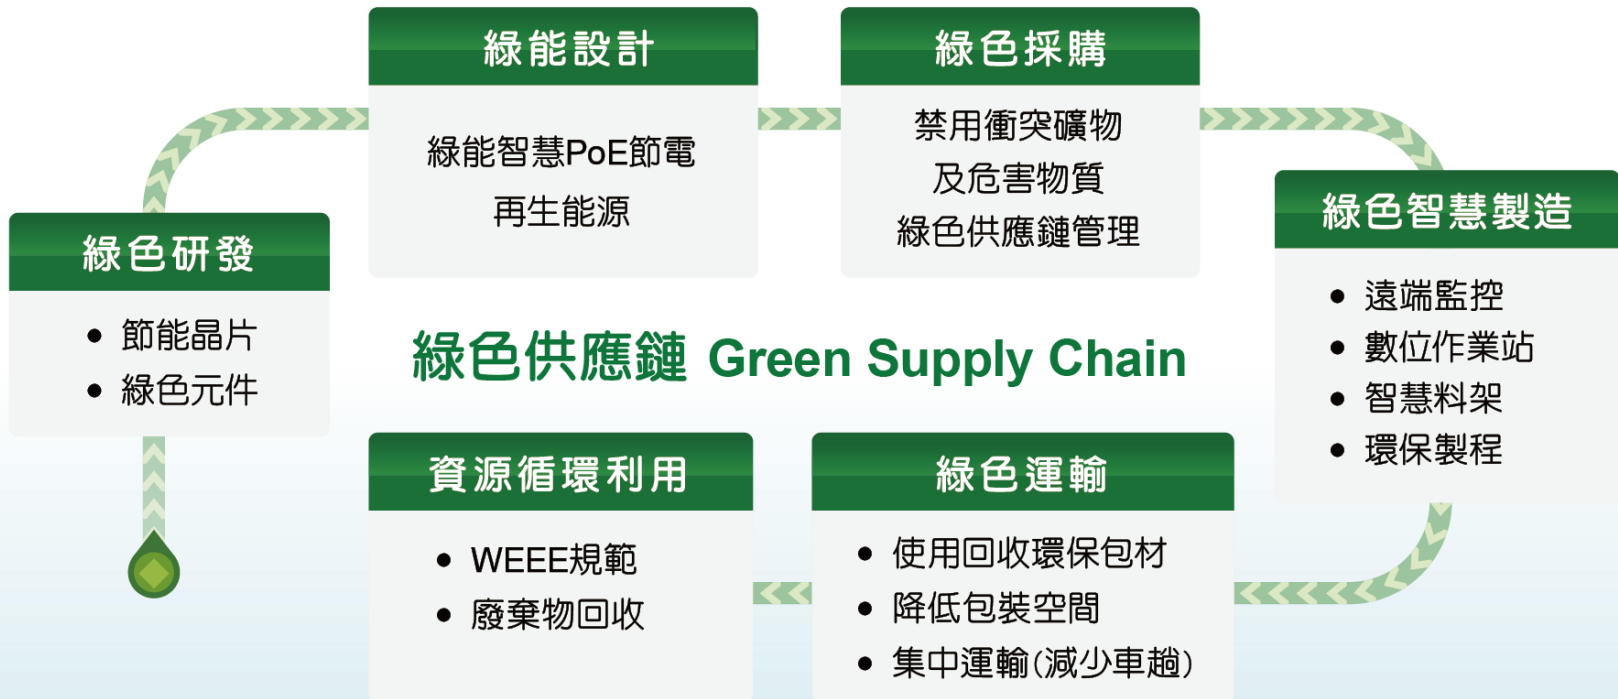 綠能設計
綠能智慧PoE節電
再生能源
綠色採購
禁用衝突礦物
及危害物質
綠色供應鏈管理
綠色研發
• 節能晶片
• 綠色元件
綠色智慧製造
• 遠端監控
• 數位作業站
• 智慧料架
• 環保製程
綠色供應鏈 Green Supply Chain
資源循環利用
• WEEE規範
• 廢棄物回收
綠色運輸
• 使用回收環保包材
• 降低包裝空間
• 集中運輸(減少車趟)